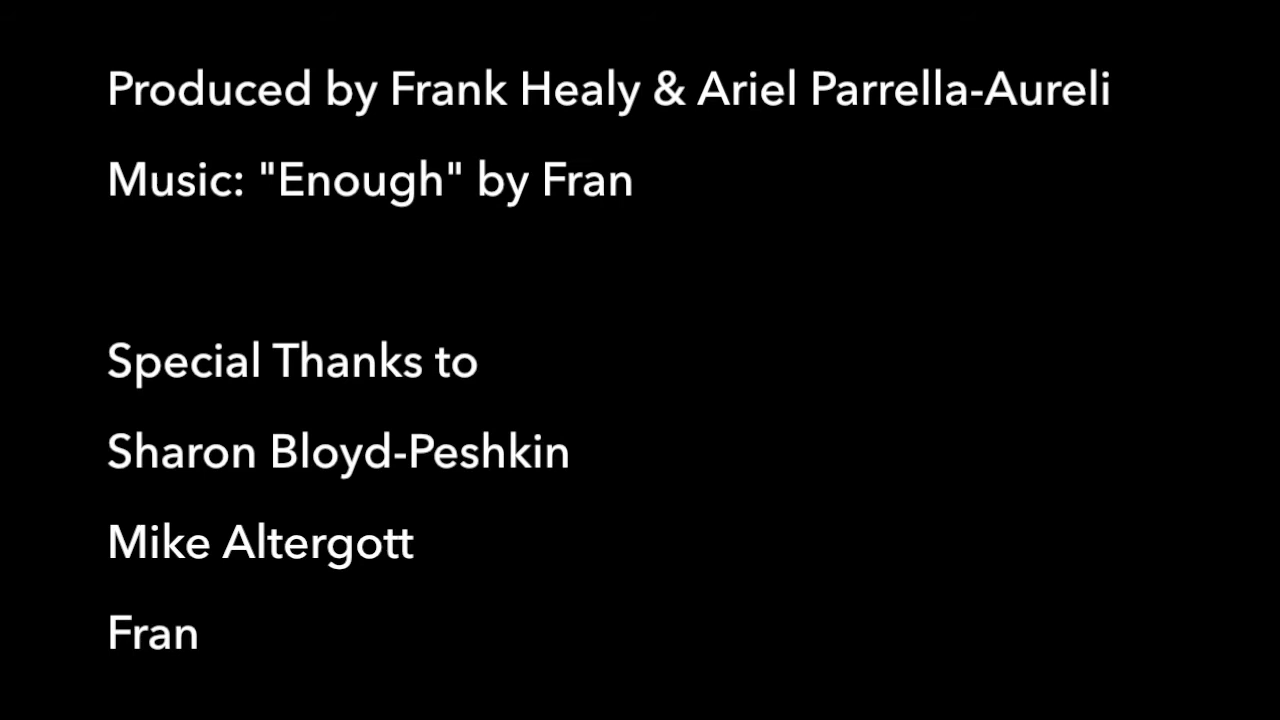 Produced by Frank Healy & Ariel Parrella-Aureli
Music: "Enough" by Fran
Special Thanks to
Sharon Bloyd-Peshkin
Mike Altergott
Fran